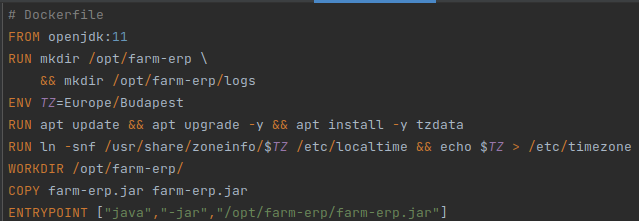 # Dockerfile
FROM openjdk:11
RUN mkdir /opt/farm-erp \
    && mkdir /opt/farm-erp/logs
ENV TZ=Europe/Budapest
RUN apt update && apt upgrade -y && apt install -y tzdata
RUN ln -snf /usr/share/zoneinfo/$TZ /etc/localtime && echo $TZ > /etc/timezone
WORKDIR /opt/farm-erp/
COPY farm-erp.jar farm-erp.jar
ENTRYPOINT ["java","-jar","/opt/farm-erp/farm-erp.jar"]